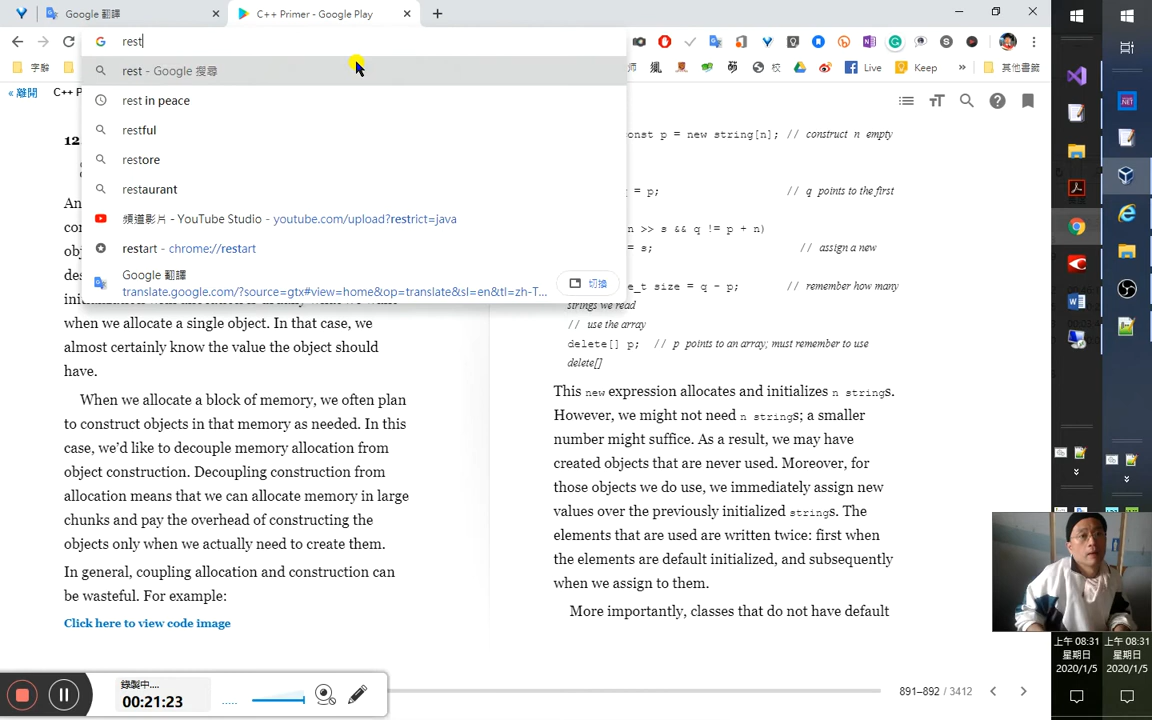 Google 翻譯
C++ Primer - Google Play
rest
字辭
師
甄
萌
校
Live
Keep
其他書籤
rest - Google 搜尋
rest in peace
restful
restore
restaurant
頻道影片 - YouTube Studio - youtube.com/upload?restrict=java
restart - chrome://restart
Google 翻譯
translate.google.com/?source=gtx#view=home&op=translate&sl=en&tl=zh-T...
切換
« 離開
C++ P
12
An
co
obj
des
when we allocate a single object. In that case, we
almost certainly know the value the object should
have.
When we allocate a block of memory, we often plan
to construct objects in that memory as needed. In this
case, we'd like to decouple memory allocation from
object construction. Decoupling construction from
allocation means that we can allocate memory in large
chunks and pay the overhead of constructing the
objects only when we actually need to create them.
In general, coupling allocation and construction can
be wasteful. For example:
Click here to view code image
const p = new string[n]; // construct n empty
= p; // q points to the first
n >> s && q != p + n)
= s; // assign a new
e_t size = q - p; // remember how many
strings we read
// use the array
delete[] p; // p points to an array; must remember to use
delete[]
This new expression allocates and initializes n strings.
However, we might not need n strings; a smaller
number might suffice. As a result, we may have
created objects that are never used. Moreover, for
those objects we do use, we immediately assign new
values over the previously initialized strings. The
elements that are used are written twice: first when
the elements are default initialized, and subsequently
when we assign to them.
More importantly, classes that do not have default
891–892 / 3412
錄製中....
00:21:23
上午 08:31
星期日
2020/1/5
上午 08:31
星期日
2020/1/5